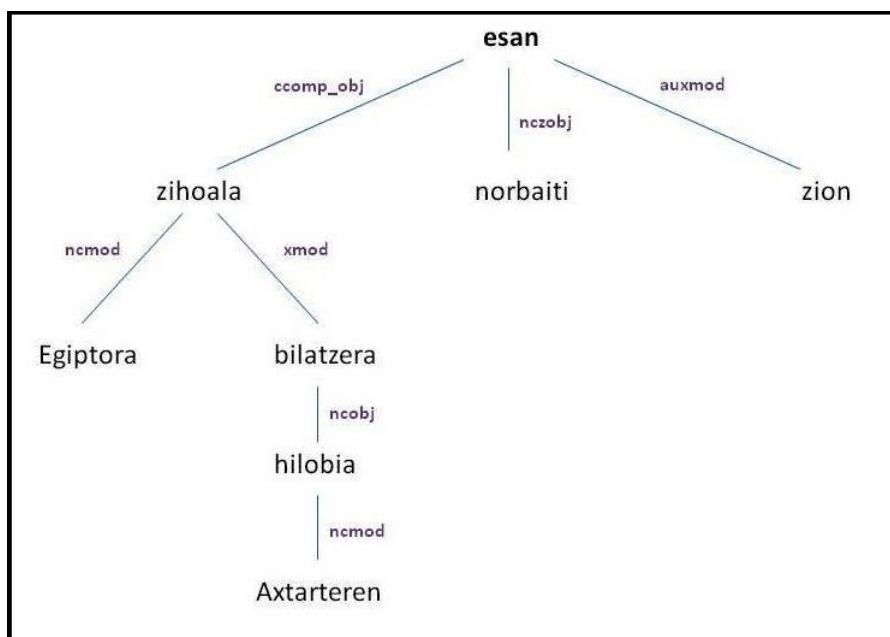 esan
ccomp_obj
nczobj
auxmod
zihoala
norbaiti
zion
ncmod
xmod
Egiptora
bilatzera
ncobj
hilobia
ncmod
Axtarteren